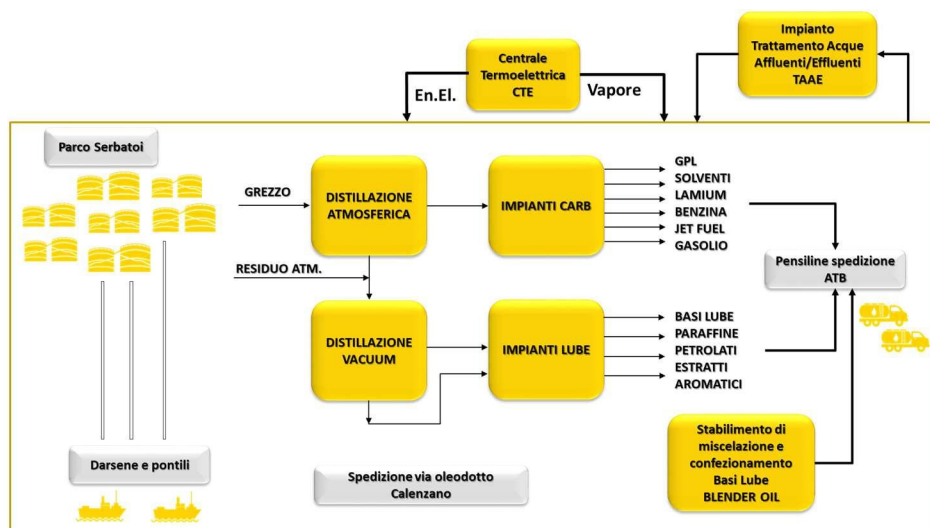 Centrale
Termoelettrica
CTE
Impianto
Trattamento Acque
Affluenti/Effluenti
TAAE
En.El.
Vapore
Parco Serbatoi
GREZZO
DISTILLAZIONE
ATMOSFERICA
IMPIANTI CARB
GPL
SOLVENTI
LAMIUM
BENZINA
JET FUEL
GASOLIO
Pensiline spedizione
ATB
RESIDUO ATM.
DISTILLAZIONE
VACUUM
IMPIANTI LUBE
BASI LUBE
PARAFFINE
PETROLATI
ESTRATTI
AROMATICI
Stabilimento di
miscelazione e
confezionamento
Basi Lube
BLENDER OIL
Darsene e pontili
Spedizione via oleodotto
Calenzano